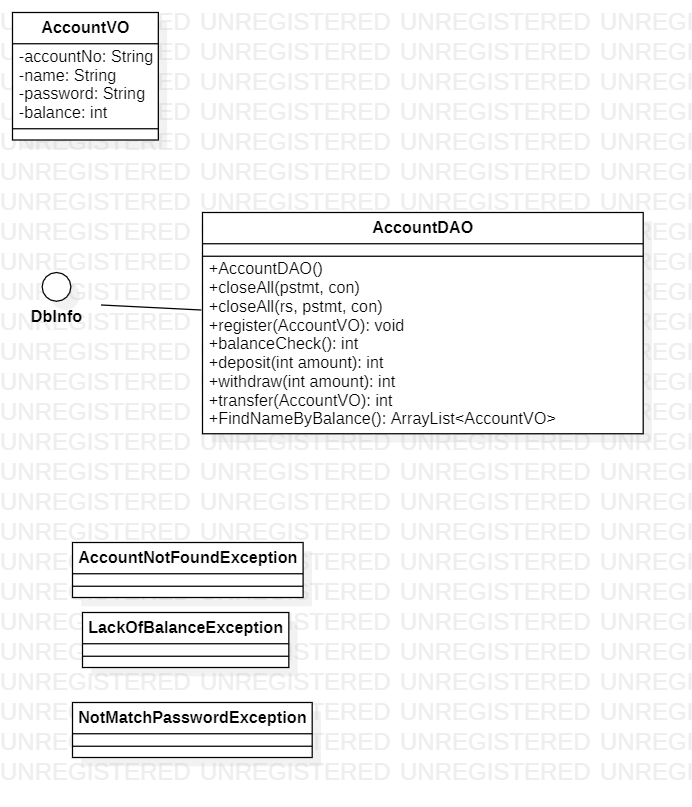 AccountVO
-accountNo: String
-name: String
-password: String
-balance: int
AccountDAO
+AccountDAO()
+closeAll(pstmt, con)
+closeAll(rs, pstmt, con)
+register(AccountVO): void
+balanceCheck(): int
+deposit(int amount): int
+withdraw(int amount): int
+transfer(AccountVO): int
+FindNameByBalance(): ArrayList<AccountVO>
DbInfo
AccountNotFoundException
LackOfBalanceException
NotMatchPasswordException
UNREGISTERED